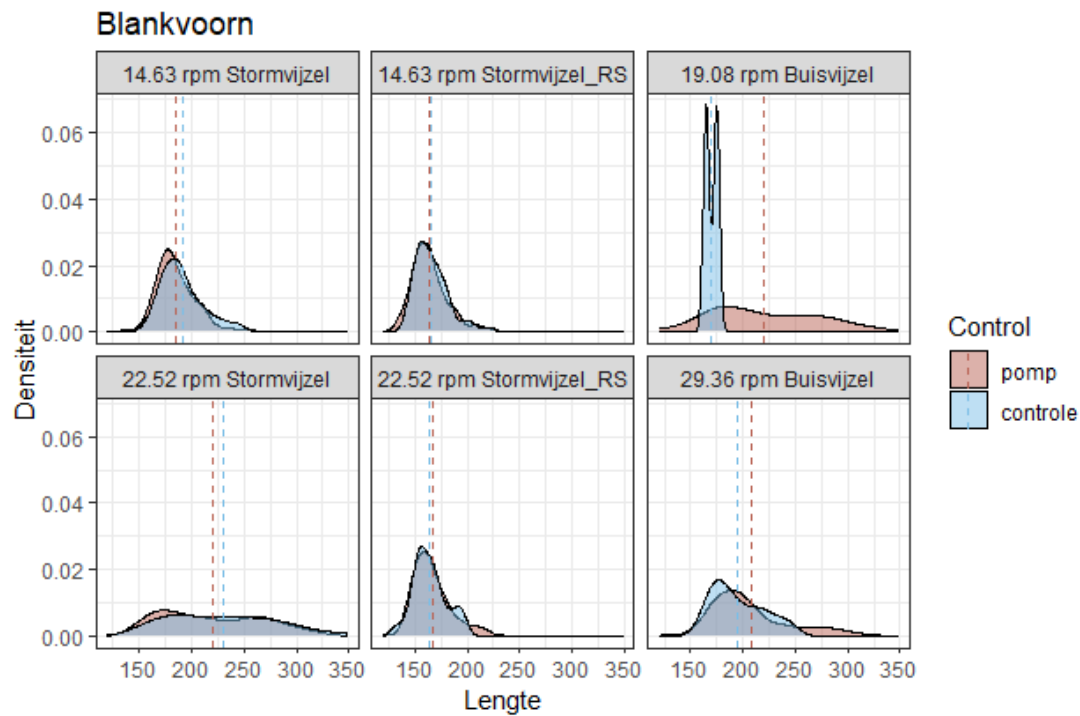 Blankvoorn
14.63 rpm Stormvijzel
14.63 rpm Stormvijzel_RS
19.08 rpm Buisvijzel
0.06
0.04
0.02
0.00
22.52 rpm Stormvijzel
22.52 rpm Stormvijzel_RS
29.36 rpm Buisvijzel
0.06
0.04
0.02
0.00
150 200 250 300 350
150 200 250 300 350
150 200 250 300 350
Lengte
Densiteit
Control
pomp
controle